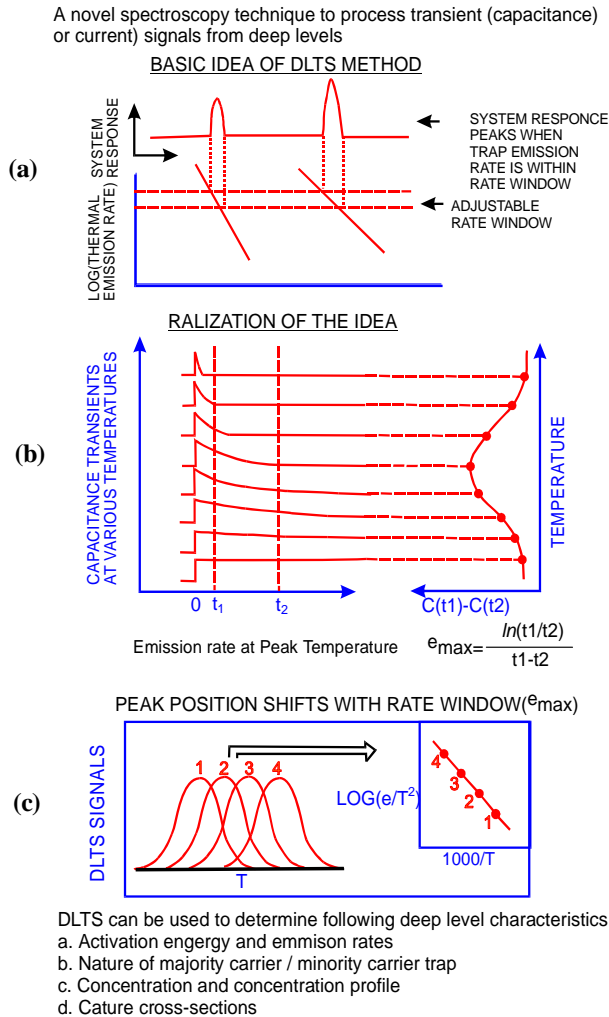 A novel spectroscopy technique to process transient (capacitance)
or current) signals from deep levels
BASIC IDEA OF DLTS METHOD
(a)
SYSTEM
RESPONSE
LOG(THERMAL
EMISSION RATE)
SYSTEM RESPONCE
PEAKS WHEN
TRAP EMISSION
RATE IS WITHIN
RATE WINDOW
ADJUSTABLE
RATE WINDOW
RALIZATION OF THE IDEA
(b)
CAPACITANCE TRANSIENTS
AT VARIOUS TEMPERATURES
TEMPERATURE
0 t₁ t₂
C(t1)-C(t2)
Emission rate at Peak Temperature eₘₐₓ= ln(t1/t2) / t1-t2
PEAK POSITION SHIFTS WITH RATE WINDOW(emax)
(c)
DLTS SIGNALS
1 2 3 4
T
LOG(e/T²)
4
3
2
1
1000/T
DLTS can be used to determine following deep level characteristics
a. Activation engergy and emmison rates
b. Nature of majority carrier / minority carrier trap
c. Concentration and concentration profile
d. Cature cross-sections